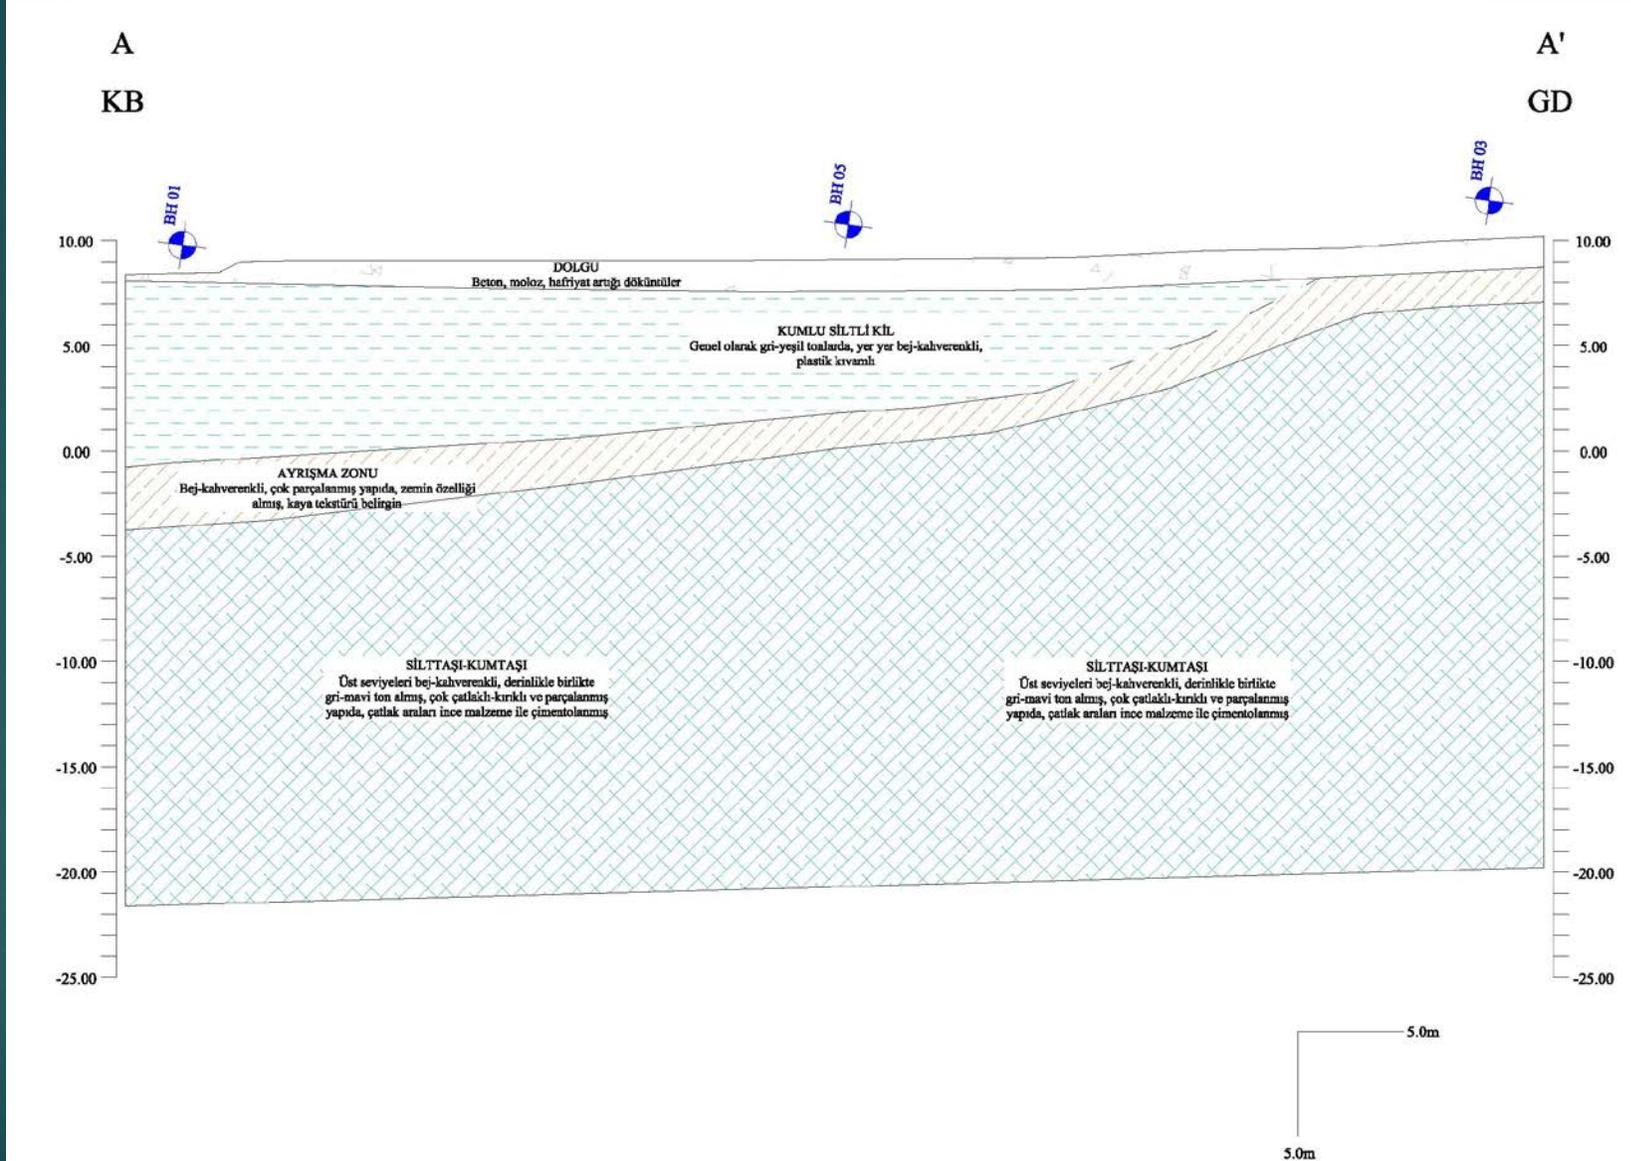 A
A'
KB
GD
BH 01
BH 05
BH 03
10.00
10.00
DOLGU
Beton, moloz, hafriyat artığı döküntüler
KUMLU SİLTLİ KİL
Genel olarak gri-yeşil tonlarda, yer yer bej-kahverenkli,
plastik kıvamlı
5.00
5.00
0.00
0.00
AYRIŞMA ZONU
Bej-kahverenkli, çok parçalanmış yapıda, zemin özelliği
almış, kaya tekstürü belirgin
-5.00
-5.00
-10.00
-10.00
SİLTTAŞI-KUMTAŞI
Üst seviyeleri bej-kahverenkli, derinlikle birlikte
gri-mavi ton almış, çok çatlaklı-kırıklı ve parçalanmış
yapıda, çatlak araları ince malzeme ile çimentolanmış
SİLTTAŞI-KUMTAŞI
Üst seviyeleri bej-kahverenkli, derinlikle birlikte
gri-mavi ton almış, çok çatlaklı-kırıklı ve parçalanmış
yapıda, çatlak araları ince malzeme ile çimentolanmış
-15.00
-15.00
-20.00
-20.00
-25.00
-25.00
5.0m
5.0m